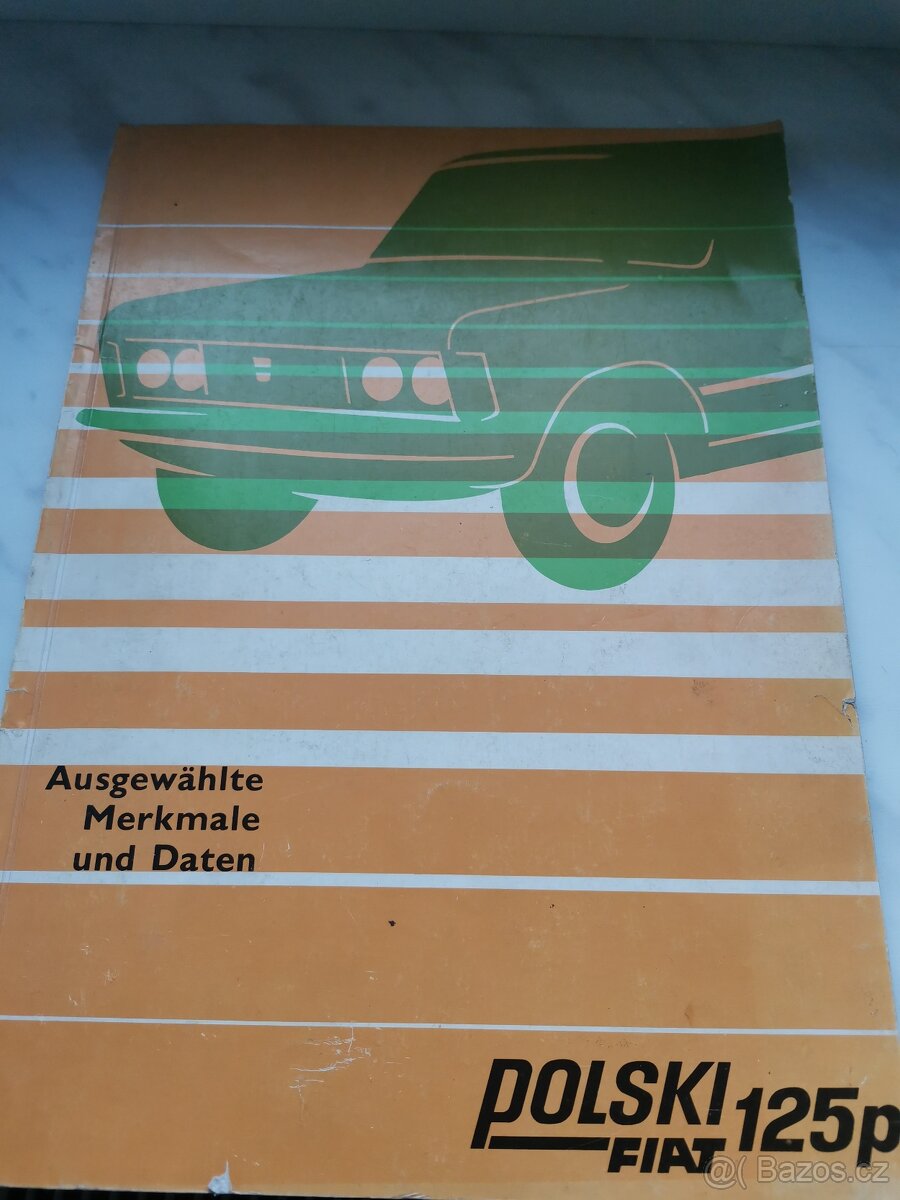 Ausgewählte
Merkmale
und Daten
POLSKI
FIAT 125p
@( Bazos.cz